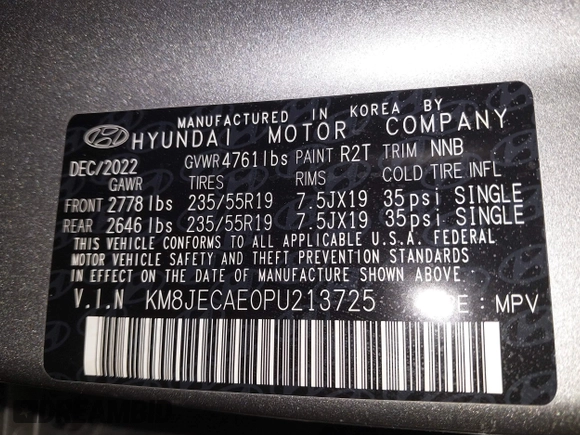 MANUFACTURED IN KOREA BY
HYUNDAI MOTOR COMPANY
DEC/2022 GVWR 4761lbs PAINT R2T TRIM NNB
GAWR TIRES RIMS COLD TIRE INFL
FRONT 2778 lbs 235/55R19 7.5JX19 35psi SINGLE
REAR 2646 lbs 235/55R19 7.5JX19 35psi SINGLE
THIS VEHICLE CONFORMS TO ALL APPLICABLE U.S.A. FEDERAL
MOTOR VEHICLE SAFETY AND THEFT PREVENTION STANDARDS
IN EFFECT ON THE DATE OF MANUFACTURE SHOWN ABOVE.
V.I.N KM8JECAE0PU213725 : MPV
DREAMBID